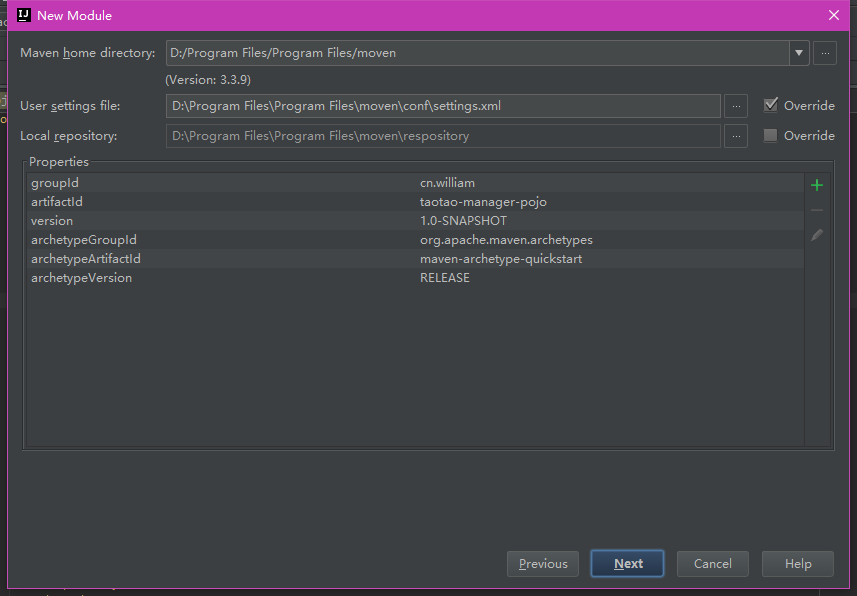 IJ New Module
Maven home directory: D:/Program Files/Program Files/moven ...
(Version: 3.3.9)
User settings file: D:\Program Files\Program Files\moven\conf\settings.xml ... Override
Local repository: D:\Program Files\Program Files\moven\respository ... Override
Properties
groupId cn.william
artifactId taotao-manager-pojo
version 1.0-SNAPSHOT
archetypeGroupId org.apache.maven.archetypes
archetypeArtifactId maven-archetype-quickstart
archetypeVersion RELEASE
Previous Next Cancel Help